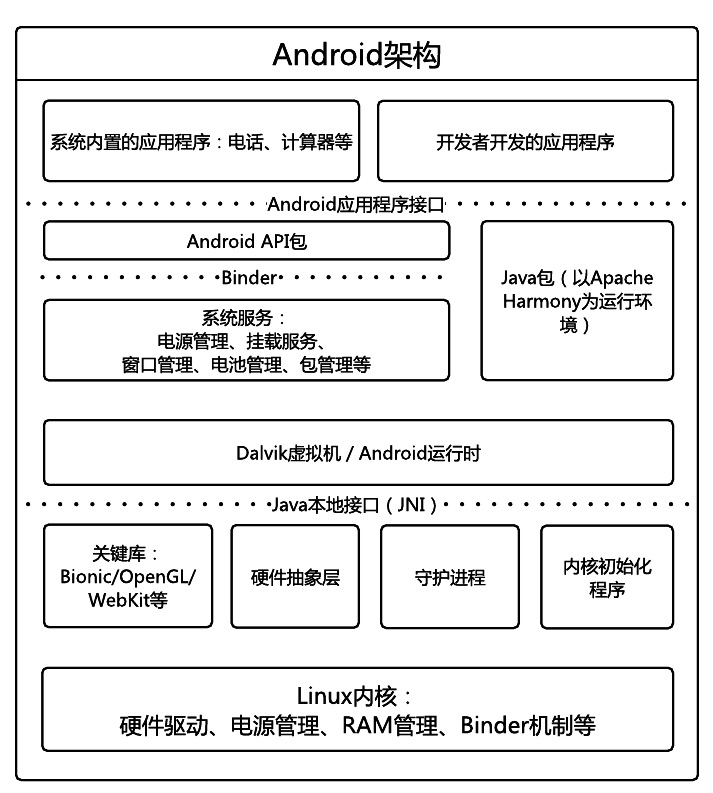 Android架构
系统内置的应用程序：电话、计算器等
开发者开发的应用程序
Android应用程序接口
Android API包
Binder
Java包（以Apache
Harmony为运行环
境）
系统服务：
电源管理、挂载服务、
窗口管理、电池管理、包管理等
Dalvik虚拟机 / Android运行时
Java本地接口（JNI）
关键库：
Bionic/OpenGL/
WebKit等
硬件抽象层
守护进程
内核初始化
程序
Linux内核：
硬件驱动、电源管理、RAM管理、Binder机制等